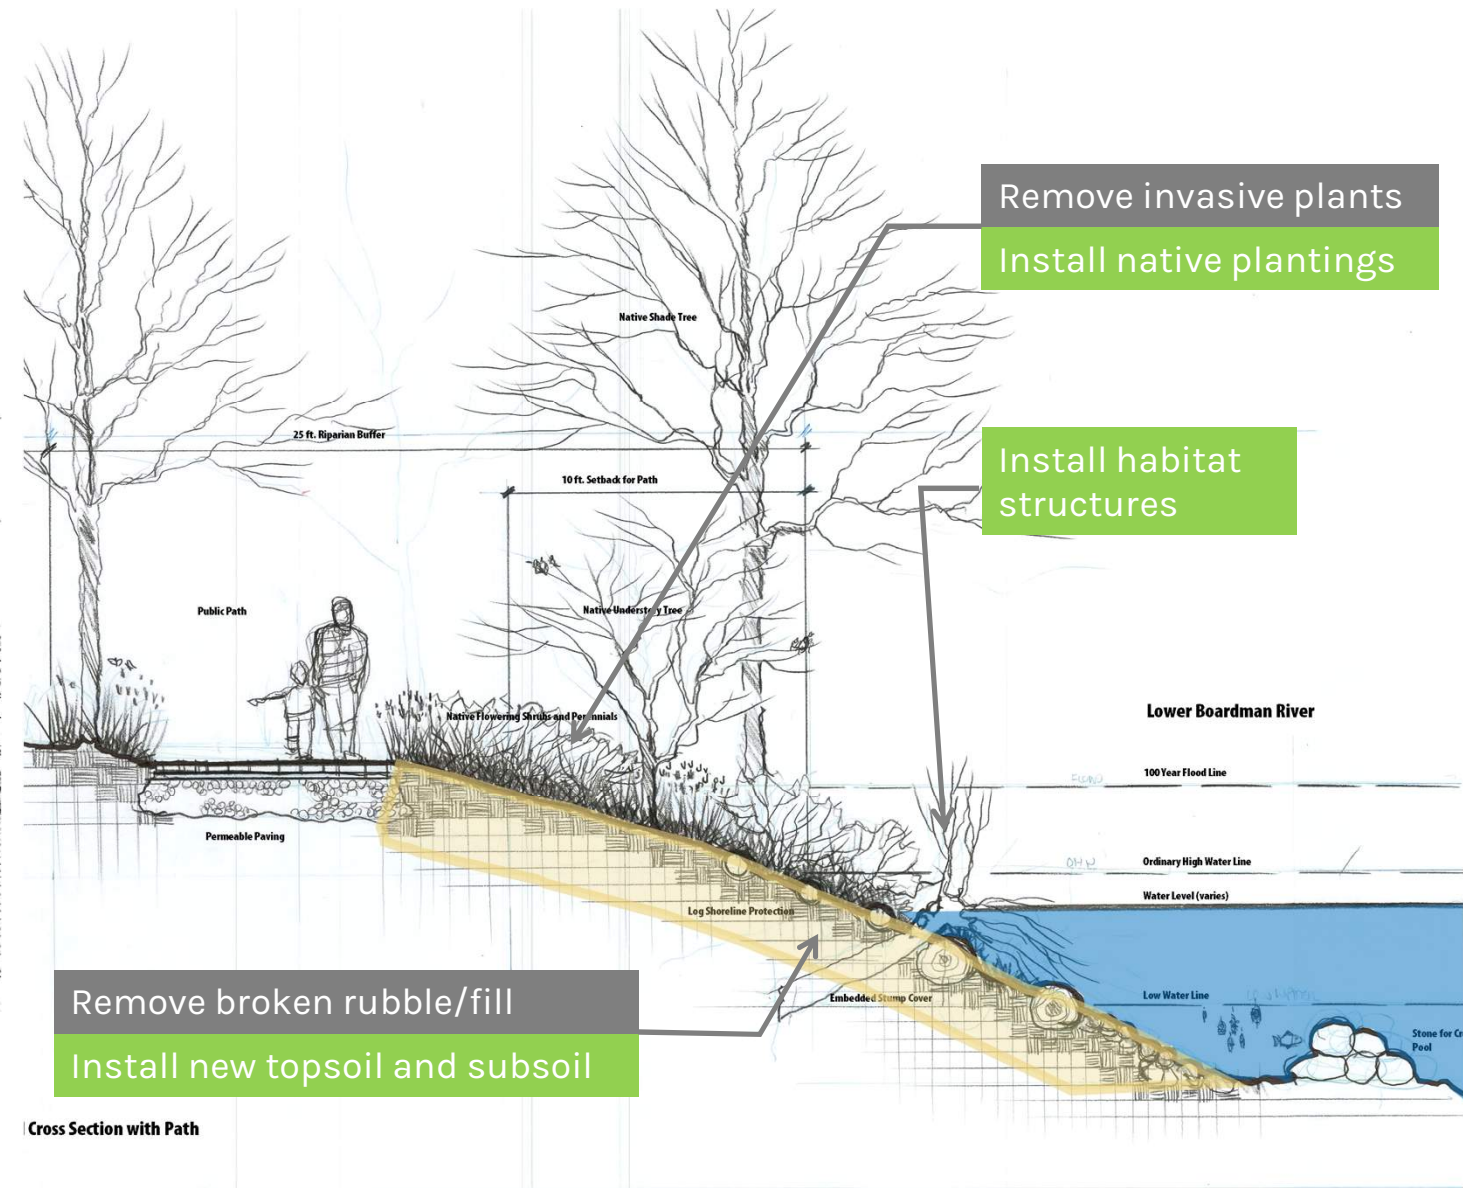 Remove invasive plants
Install native plantings
Native Shade Tree
25 ft. Riparian Buffer
10 ft. Setback for Path
Install habitat
structures
Public Path
Native Understory Tree
Native Flowering Shrubs and Perennials
Lower Boardman River
100 Year Flood Line
FLOOD
Permeable Paving
OHW
Ordinary High Water Line
Water Level (varies)
Log Shoreline Protection
Remove broken rubble/fill
Install new topsoil and subsoil
Embedded Stump Cover
Low Water Line
Stone for
Pool
Cross Section with Path